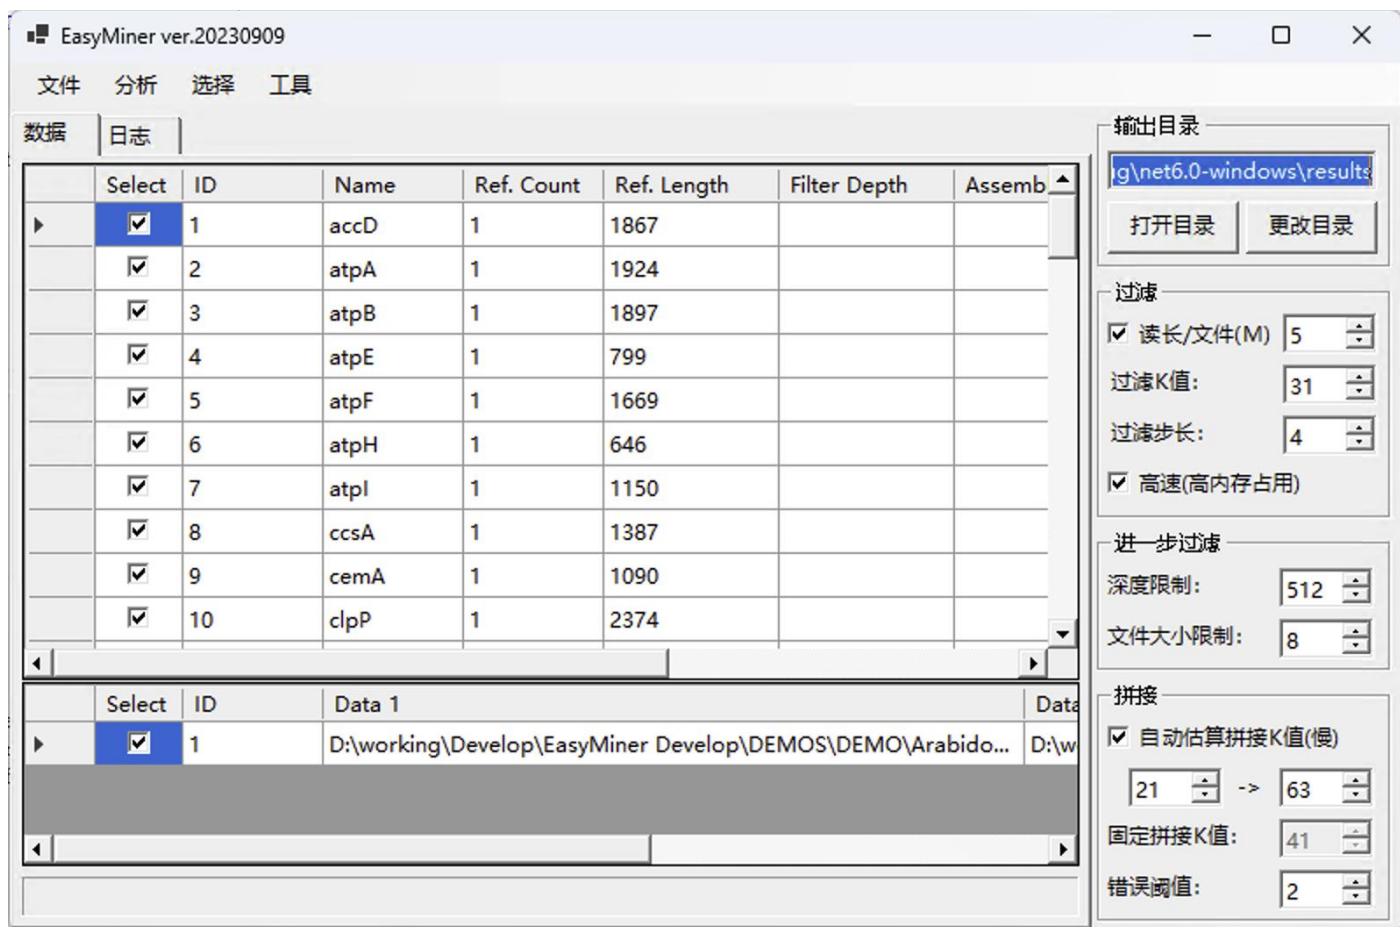 EasyMiner ver.20230909
文件 分析 选择 工具
数据 日志
Select ID Name Ref. Count Ref. Length Filter Depth Assemb
1 accD 1 1867
2 atpA 1 1924
3 atpB 1 1897
4 atpE 1 799
5 atpF 1 1669
6 atpH 1 646
7 atpI 1 1150
8 ccsA 1 1387
9 cemA 1 1090
10 clpP 1 2374
Select ID Data 1 Data
1 D:\working\Develop\EasyMiner Develop\DEMOS\DEMO\Arabido... D:\w
输出目录
ig\net6.0-windows\results
打开目录 更改目录
过滤
读长/文件(M) 5
过滤K值: 31
过滤步长: 4
高速(高内存占用)
进一步过滤
深度限制: 512
文件大小限制: 8
拼接
自动估算拼接K值(慢)
21 -> 63
固定拼接K值: 41
错误阈值: 2